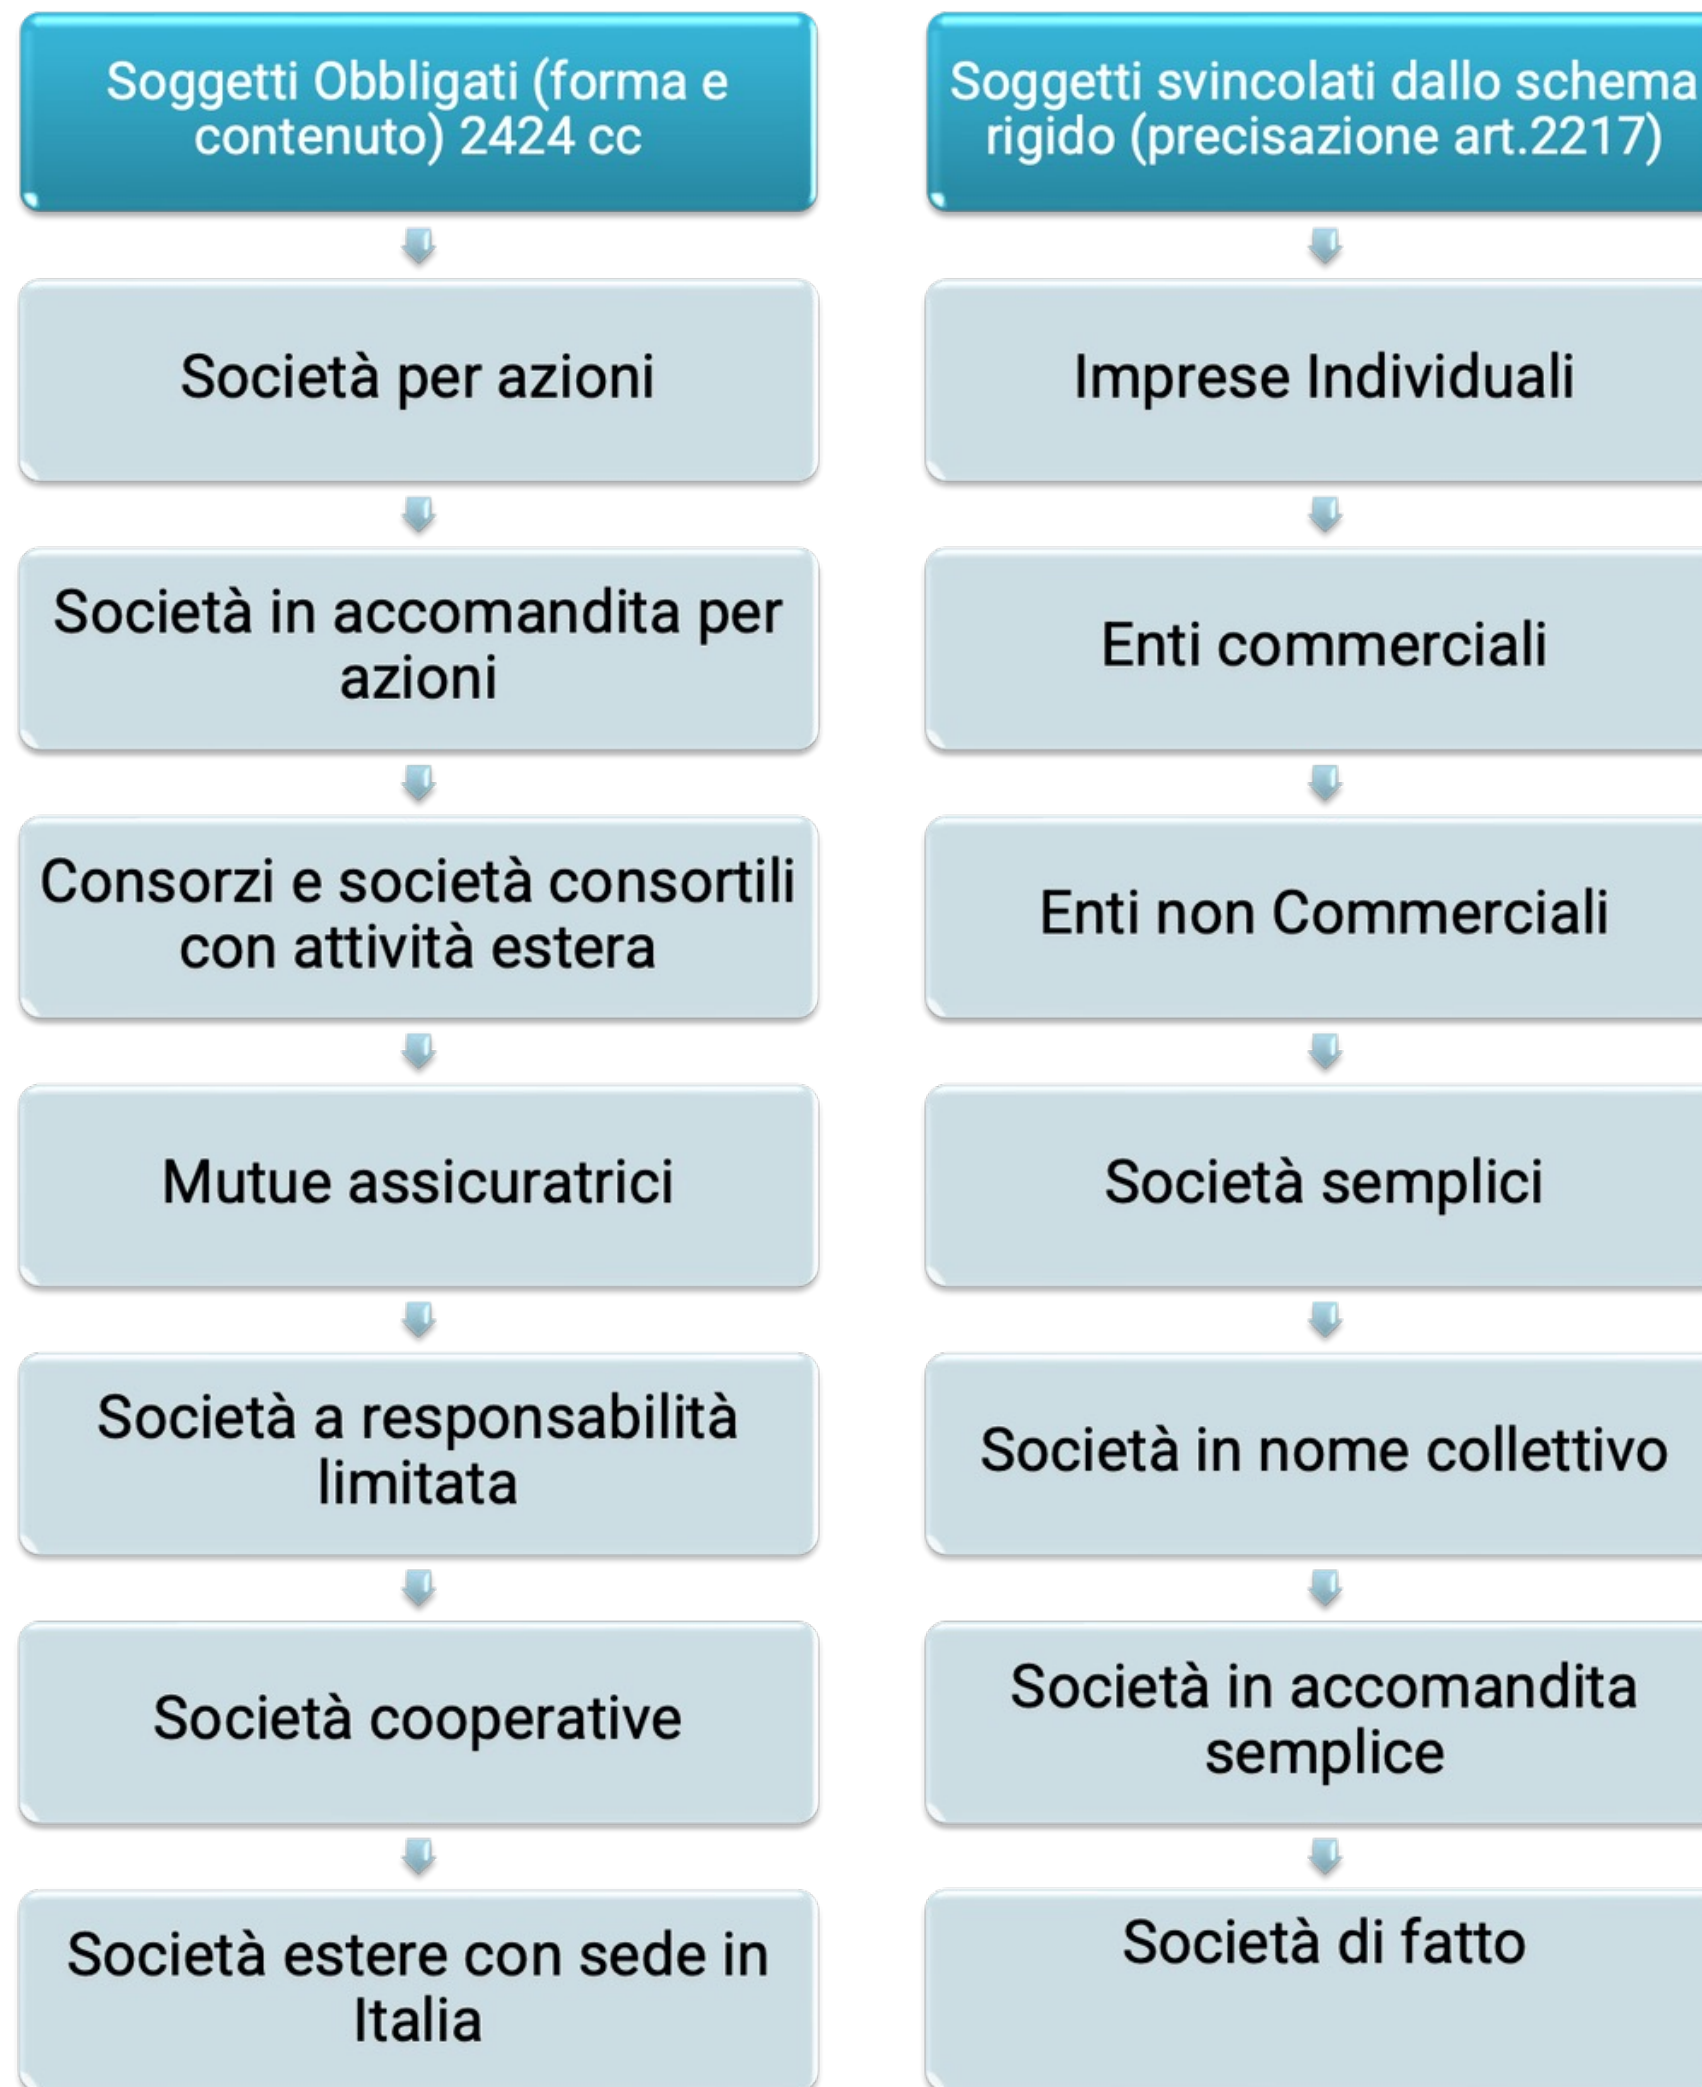 Soggetti Obbligati (forma e
contenuto) 2424 cc
Società per azioni
Società in accomandita per
azioni
Consorzi e società consortili
con attività estera
Mutue assicuratrici
Società a responsabilità
limitata
Società cooperative
Società estere con sede in
Italia
Soggetti svincolati dallo schema
rigido (precisazione art.2217)
Imprese Individuali
Enti commerciali
Enti non Commerciali
Società semplici
Società in nome collettivo
Società in accomandita
semplice
Società di fatto